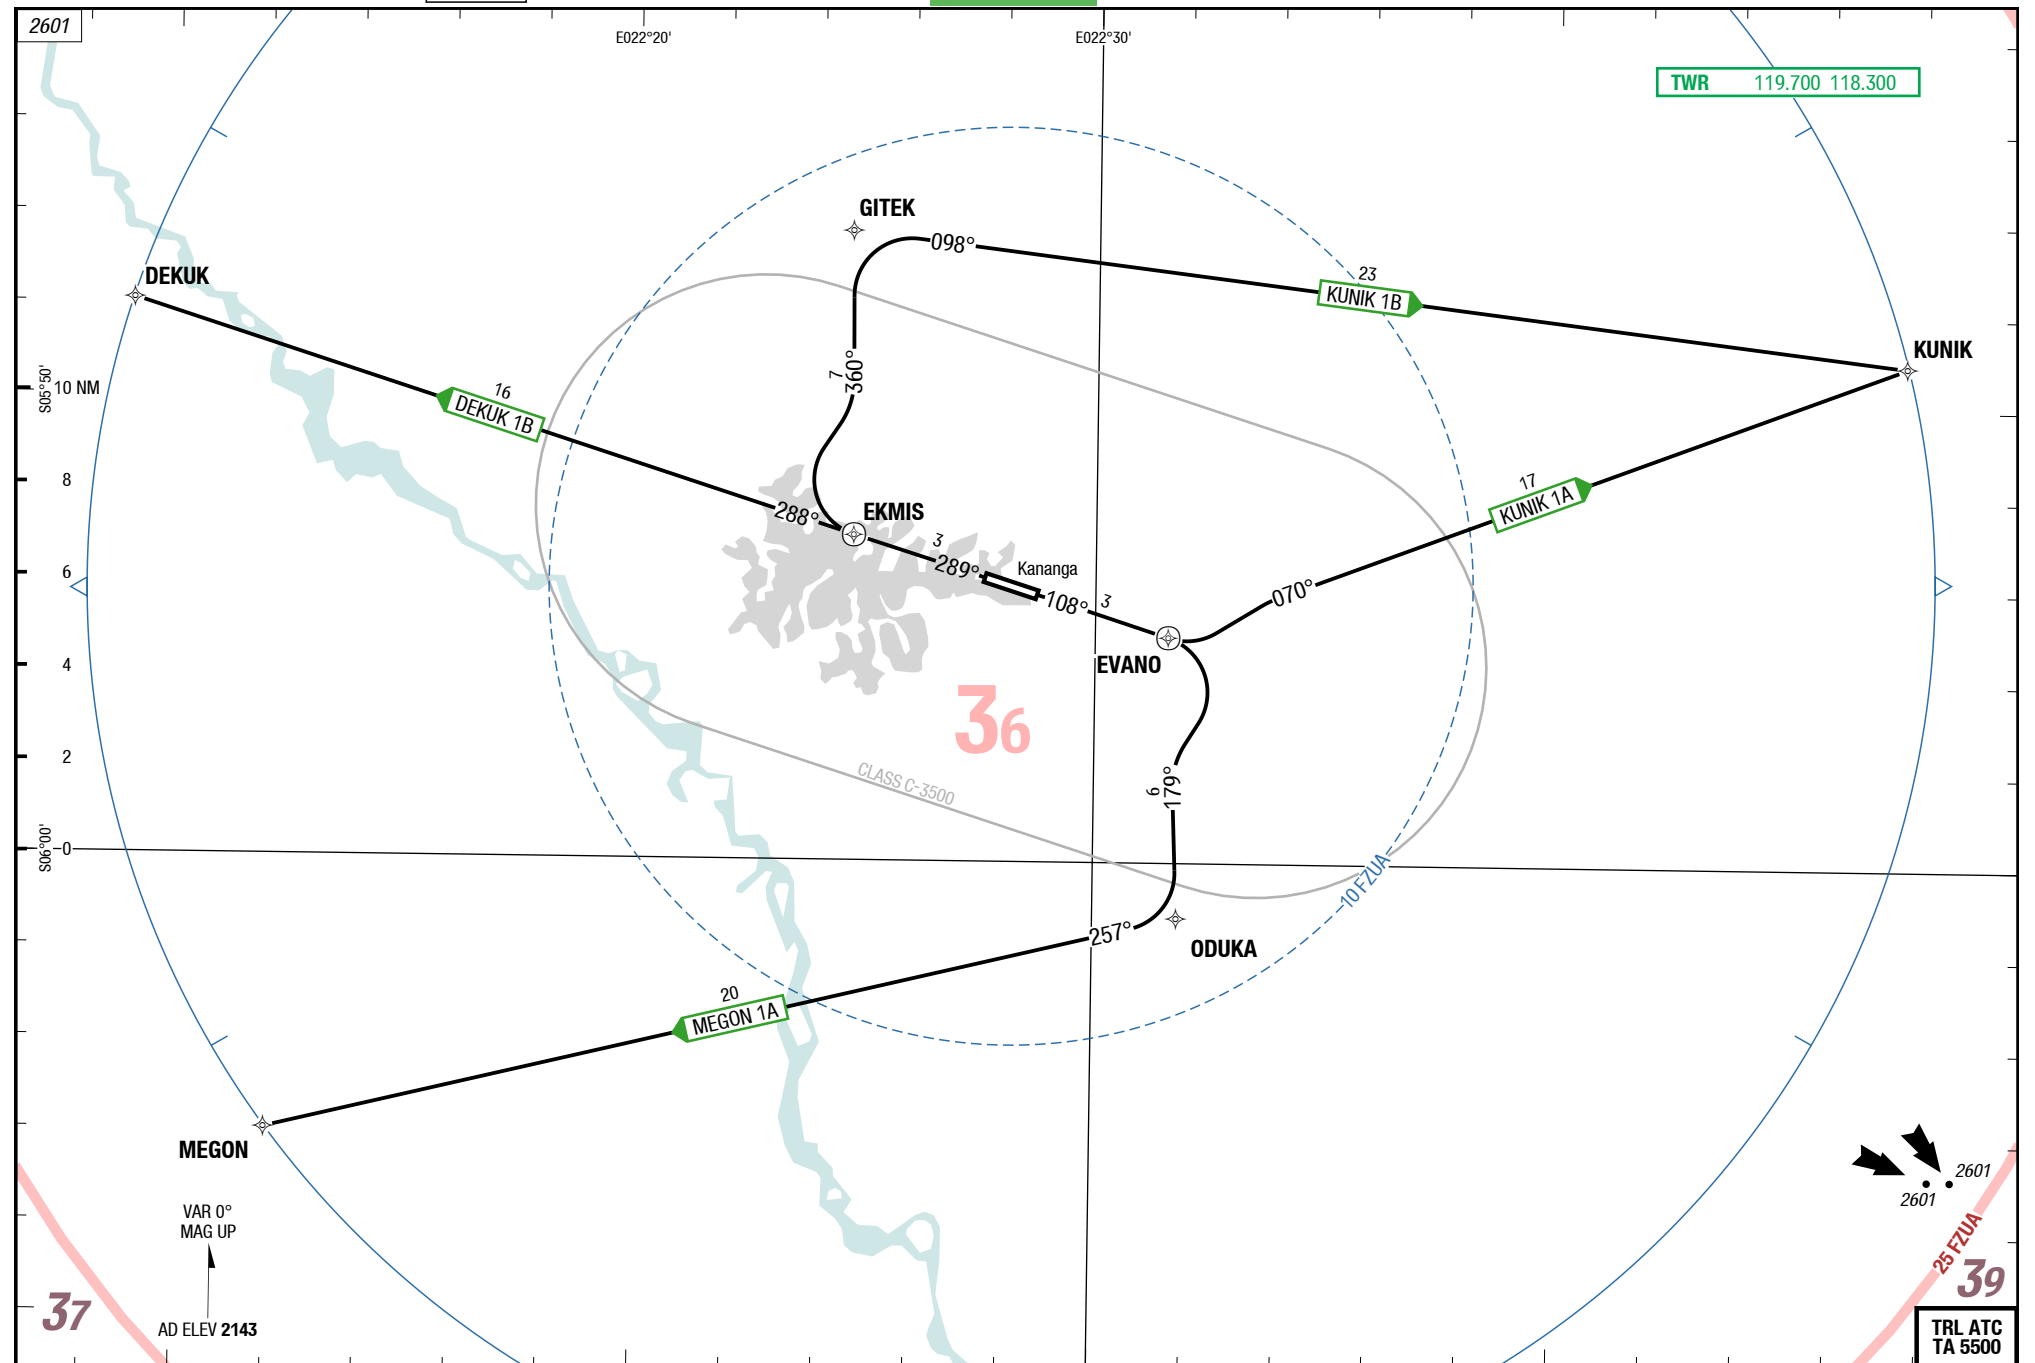 2601
E022°20'
E022°30'
TWR 119.700 118.300
GITEK
098°
DEKUK
23
KUNIK 1B
KUNIK
7
360°
S05°50'
10 NM
16
DEKUK 1B
8
17
KUNIK 1A
288°
EKMIS
3
289°
Kananga
6
108°
3
070°
EVANO
4
36
2
CLASS C-3500
6
179°
S06°00'
0
10 FZUA
257°
ODUKA
20
MEGON 1A
MEGON
2601
2601
VAR 0°
MAG UP
25 FZUA
39
37
AD ELEV 2143
TRL ATC
TA 5500